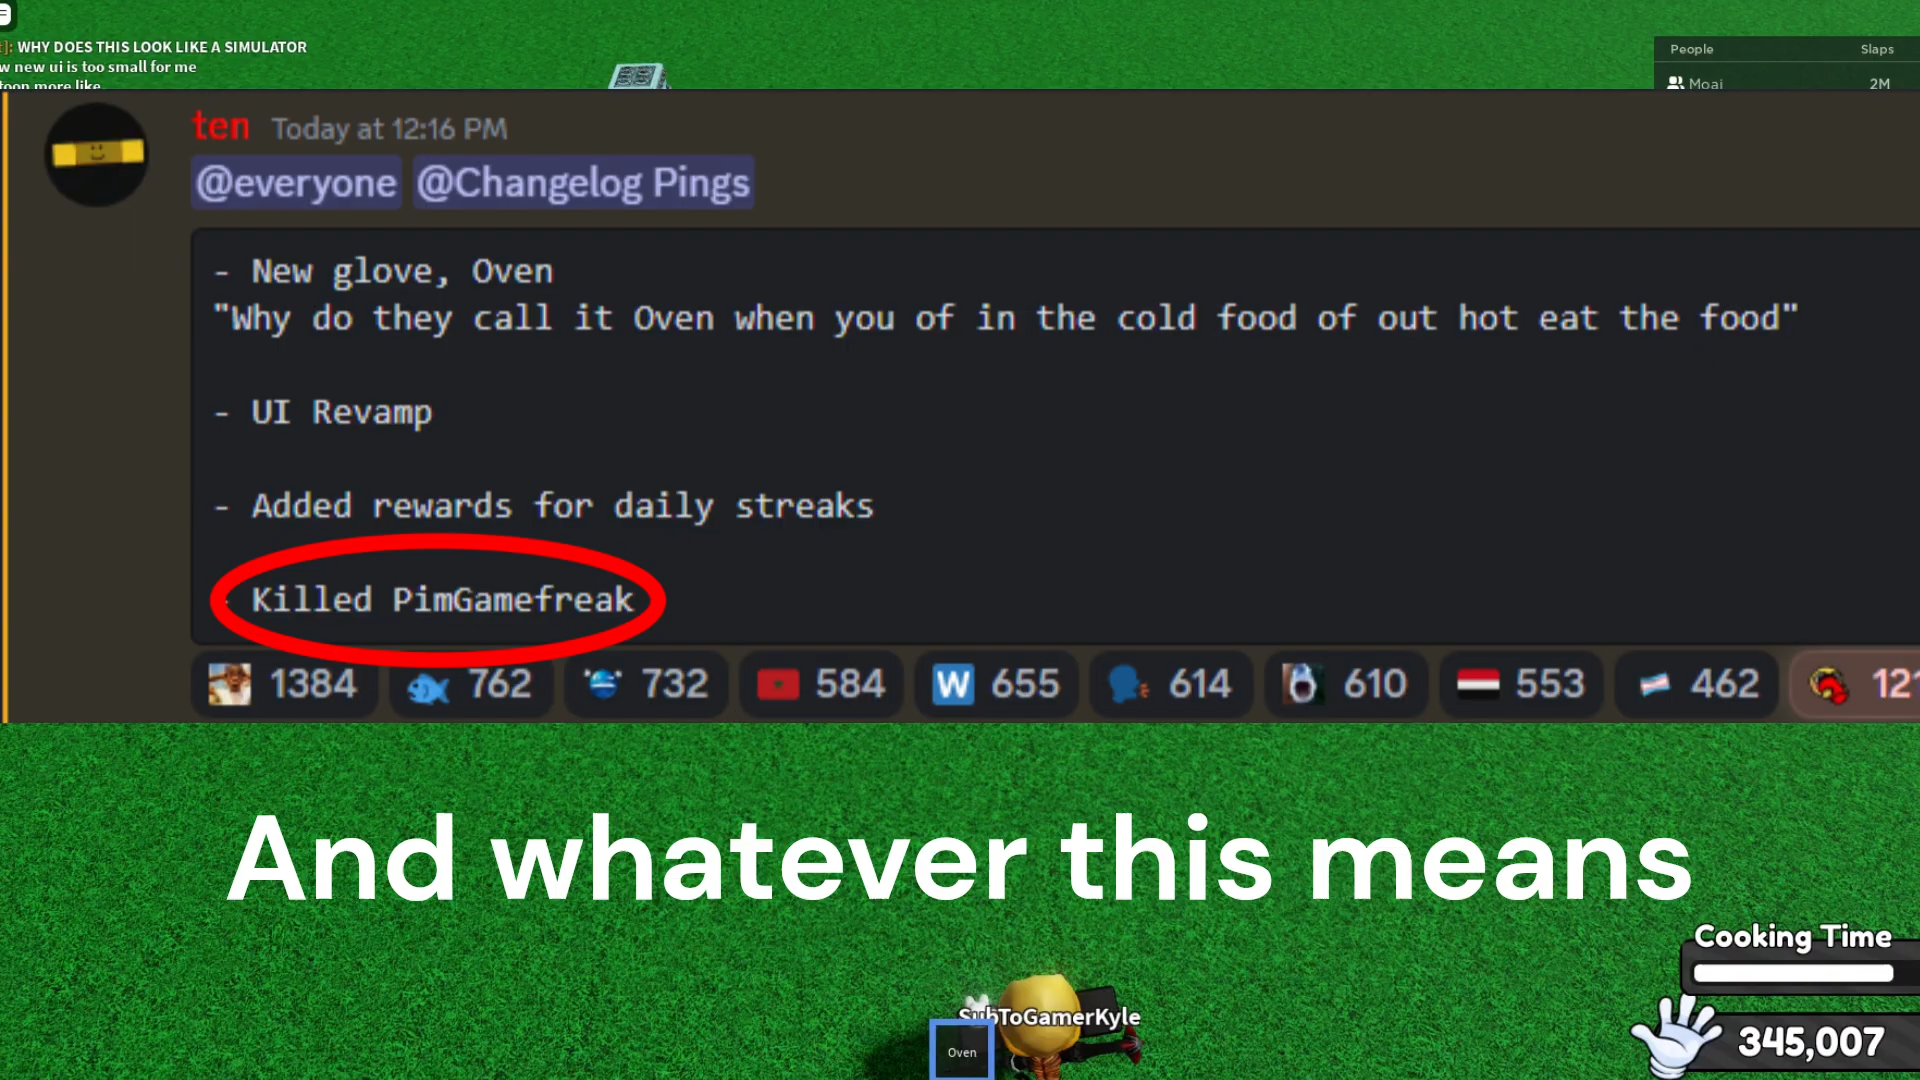 ]: WHY DOES THIS LOOK LIKE A SIMULATOR
w new ui is too small for me
toon more like
People Slaps
Moai 2M
ten Today at 12:16 PM
@everyone @Changelog Pings
- New glove, Oven
"Why do they call it Oven when you of in the cold food of out hot eat the food"
- UI Revamp
- Added rewards for daily streaks
- Killed PimGamefreak
1384 762 732 584 W 655 614 610 553 462 121
And whatever this means
Cooking Time
SubToGamerKyle
Oven
345,007